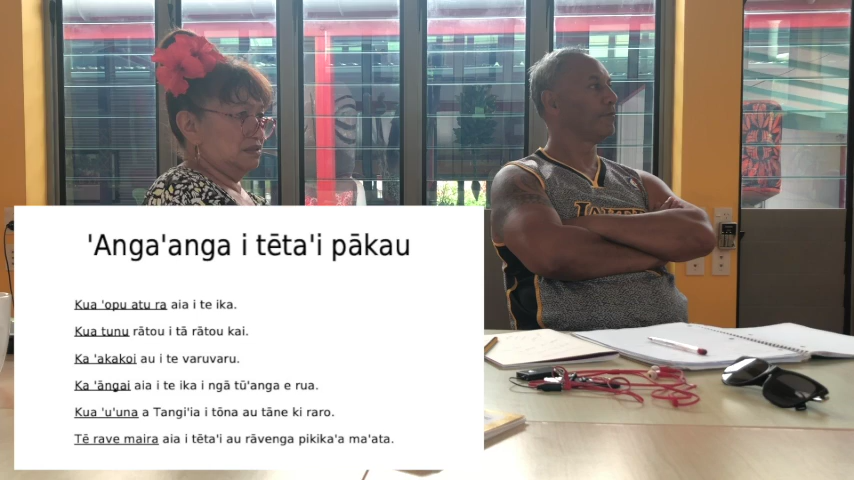 'Anga'anga i tēta'i pākau
Kua 'opu atu ra aia i te ika.
Kua tunu rātou i tā rātou kai.
Ka 'akakoi au i te varuvaru.
Ka 'āngai aia i te ika i ngā tū'anga e rua.
Kua 'u'una a Tangi'ia i tōna au tāne ki raro.
Tē rave maira aia i tēta'i au rāvenga pikika'a ma'ata.